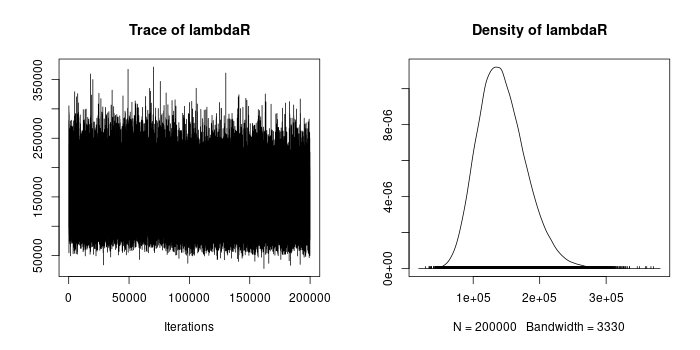 Trace of lambdaR
350000
250000
150000
50000
0
50000
100000
150000
200000
Iterations
Density of lambdaR
8e-06
4e-06
0e+00
1e+05
2e+05
3e+05
N = 200000 Bandwidth = 3330